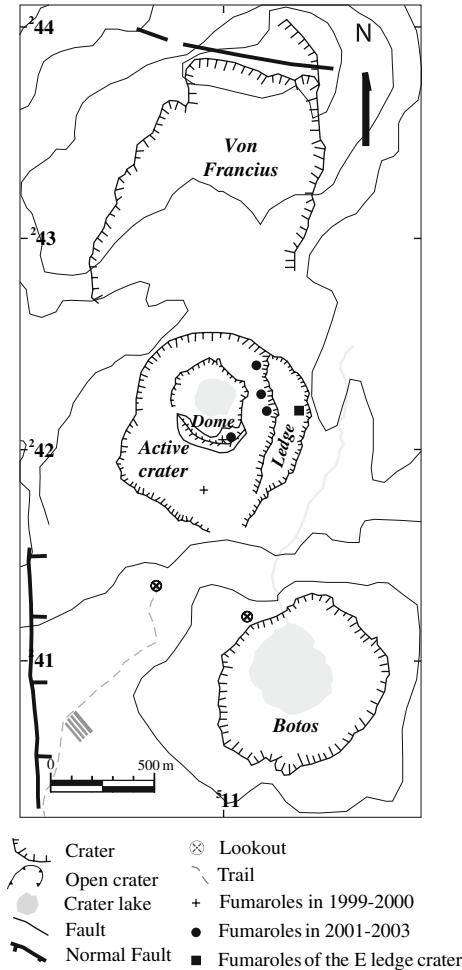 ²44
N
Von
Francius
²43
Dome
Ledge
Active
crater
²42
²41
Botos
0
500 m
⁵11
Crater
Open crater
Crater lake
Fault
Normal Fault
Lookout
Trail
Fumaroles in 1999-2000
Fumaroles in 2001-2003
Fumaroles of the E ledge crater